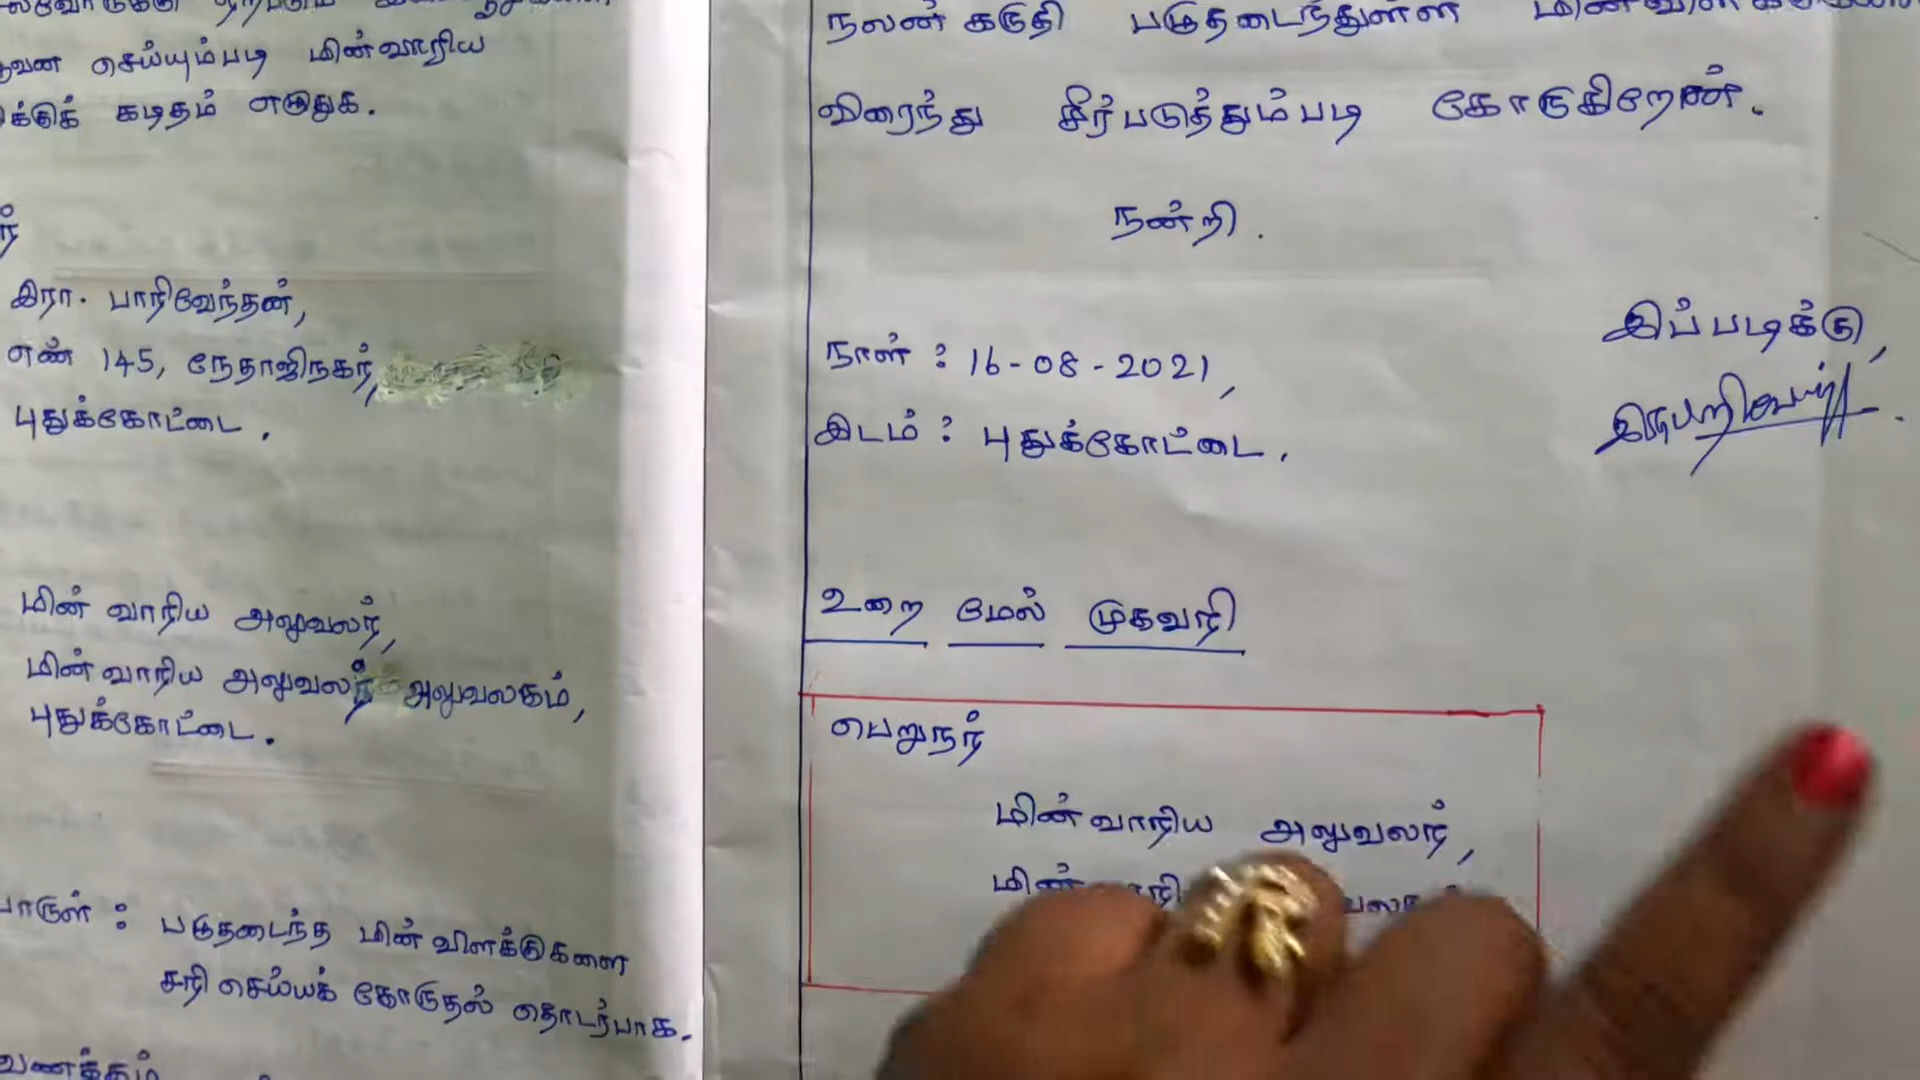 செய்யும்படி மின்வாரிய
கடிதம் எழுதுக.
இரா. பாரிவேந்தன்,
எண் 145, நேதாஜிநகர்,
புதுக்கோட்டை.
மின் வாரிய அலுவலர்,
மின் வாரிய அலுவலர் அலுவலகம்,
புதுக்கோட்டை.
பழுதடைந்த மின் விளக்குகளை
சரி செய்யக் கோருதல் தொடர்பாக.
வணக்கம்
நலன் கருதி பழுதடைந்துள்ள
விரைந்து சீர்படுத்தும்படி கோருகிறேன்.
நன்றி.
இப்படிக்கு,
நாள் : 16-08-2021,
இடம் : புதுக்கோட்டை.
உறை மேல் முகவரி
பெறுநர்
மின் வாரிய அலுவலர்,
மின்